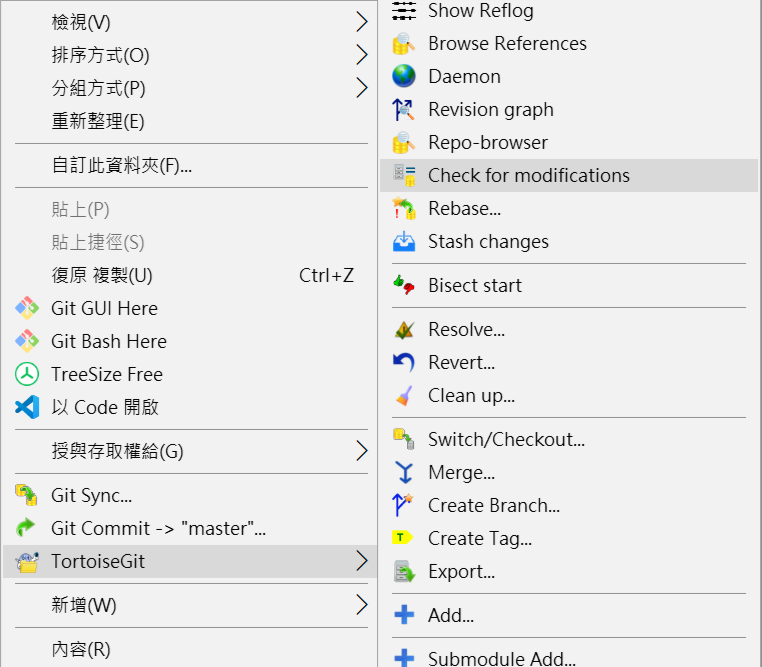 檢視(V)
排序方式(O)
分組方式(P)
重新整理(E)
自訂此資料夾(F)...
貼上(P)
貼上捷徑(S)
復原 複製(U) Ctrl+Z
Git GUI Here
Git Bash Here
TreeSize Free
以 Code 開啟
授與存取權給(G)
Git Sync...
Git Commit -> "master"...
TortoiseGit
新增(W)
內容(R)
Show Reflog
Browse References
Daemon
Revision graph
Repo-browser
Check for modifications
Rebase...
Stash changes
Bisect start
Resolve...
Revert...
Clean up...
Switch/Checkout...
Merge...
Create Branch...
Create Tag...
Export...
Add...
Submodule Add...